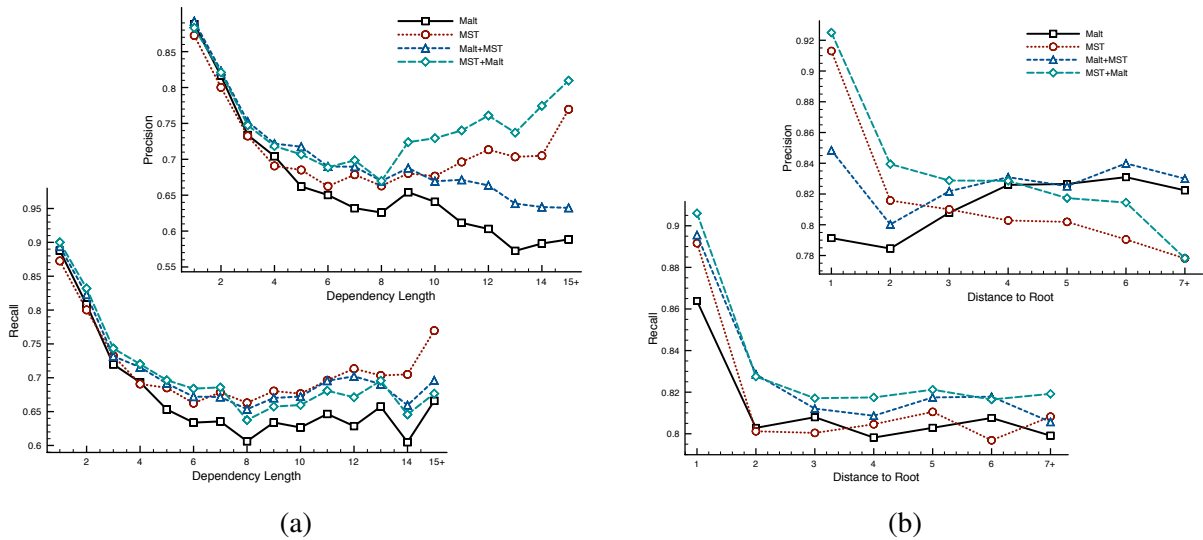 Malt
MST
Malt+MST
MST+Malt
0.85
0.8
0.75
0.7
0.65
0.6
0.55
Precision
2 4 6 8 10 12 14 15+
Dependency Length
0.95
0.9
0.85
0.8
0.75
0.7
0.65
0.6
Recall
2 4 6 8 10 12 14 15+
Dependency Length
(a)
Malt
MST
Malt+MST
MST+Malt
0.92
0.9
0.88
0.86
0.84
0.82
0.8
0.78
Precision
1 2 3 4 5 6 7+
Distance to Root
0.9
0.88
0.86
0.84
0.82
0.8
Recall
1 2 3 4 5 6 7+
Distance to Root
(b)